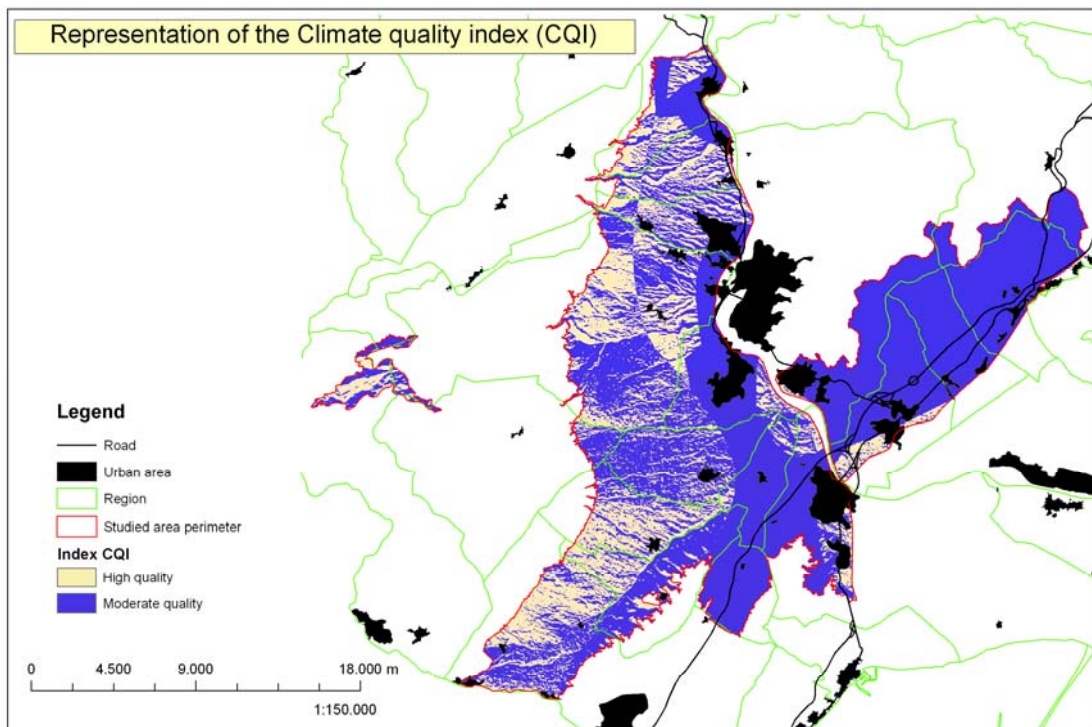 Representation of the Climate quality index (CQI)
Legend
Road
Urban area
Region
Studied area perimeter
Index CQI
High quality
Moderate quality
0 4.500 9.000 18.000 m
1:150.000